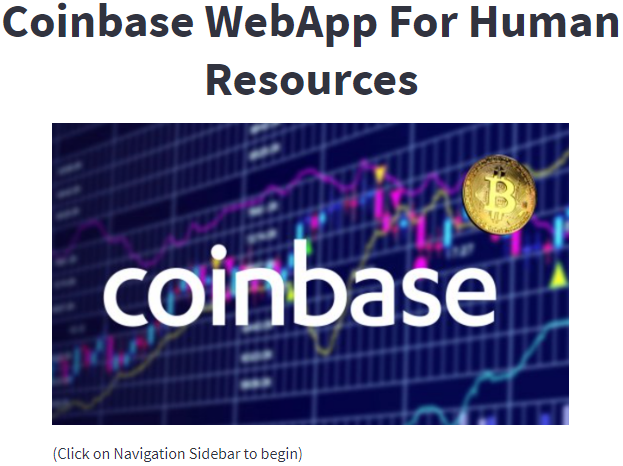 Coinbase WebApp For Human
Resources
coinbase
(Click on Navigation Sidebar to begin)